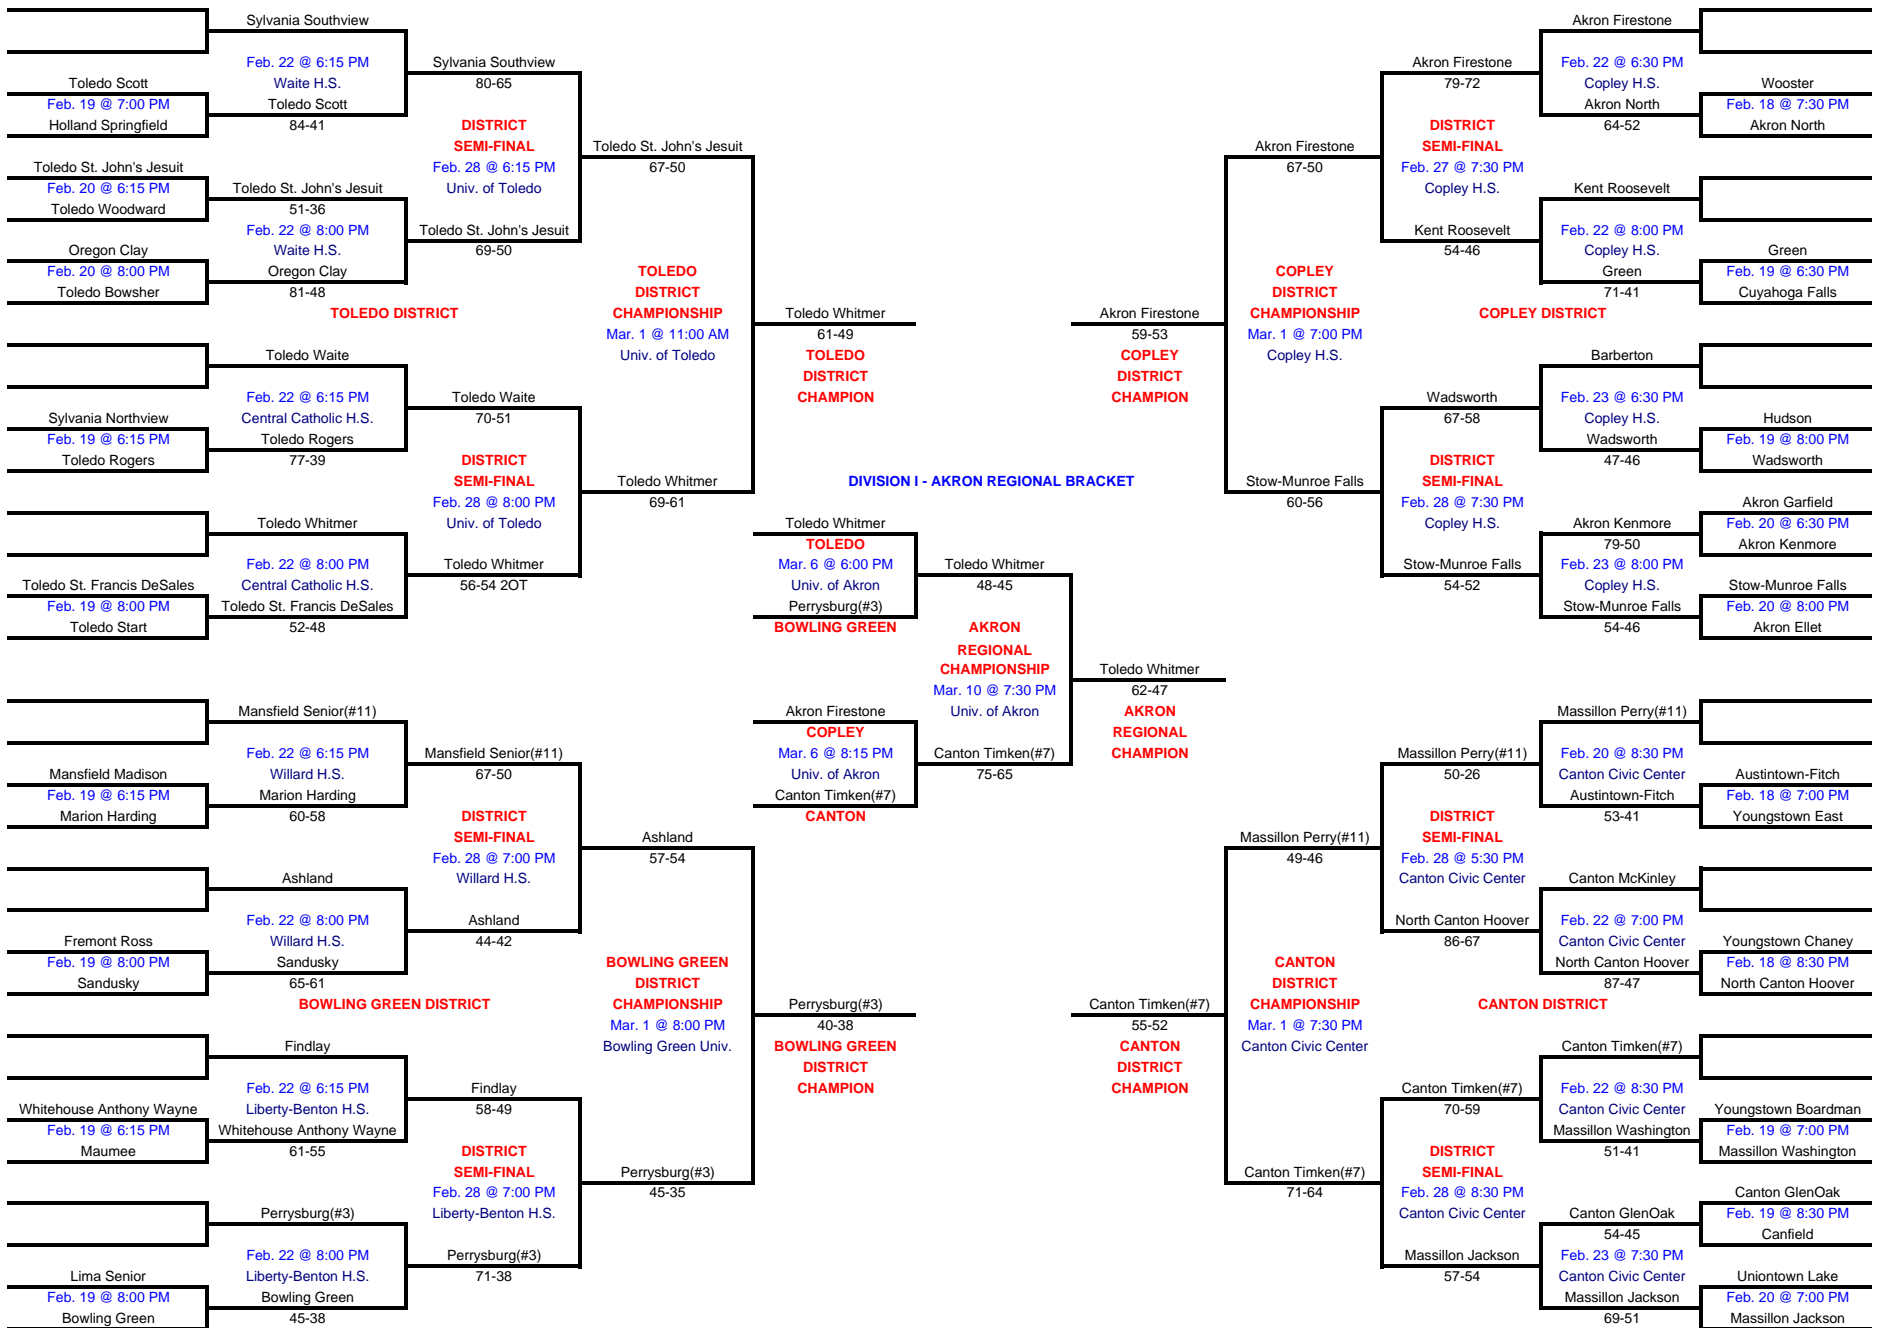 Sylvania Southview
Feb. 22 @ 6:15 PM
Waite H.S.
Toledo Scott
Feb. 19 @ 7:00 PM
Holland Springfield
Toledo Scott
84-41
Sylvania Southview
80-65
DISTRICT
SEMI-FINAL
Feb. 28 @ 6:15 PM
Univ. of Toledo
Toledo St. John's Jesuit
Feb. 20 @ 6:15 PM
Toledo Woodward
Toledo St. John's Jesuit
51-36
Feb. 22 @ 8:00 PM
Waite H.S.
Oregon Clay
81-48
Oregon Clay
Feb. 20 @ 8:00 PM
Toledo Bowsher
Toledo St. John's Jesuit
69-50
Toledo St. John's Jesuit
67-50
TOLEDO DISTRICT
TOLEDO
DISTRICT
CHAMPIONSHIP
Mar. 1 @ 11:00 AM
Univ. of Toledo
Toledo Whitmer
61-49
TOLEDO
DISTRICT
CHAMPION
Toledo Waite
Feb. 22 @ 6:15 PM
Central Catholic H.S.
Toledo Rogers
77-39
Sylvania Northview
Feb. 19 @ 6:15 PM
Toledo Rogers
Toledo Waite
70-51
DISTRICT
SEMI-FINAL
Feb. 28 @ 8:00 PM
Univ. of Toledo
Toledo Whitmer
69-61
Toledo Whitmer
Feb. 22 @ 8:00 PM
Central Catholic H.S.
Toledo St. Francis DeSales
52-48
Toledo St. Francis DeSales
Feb. 19 @ 8:00 PM
Toledo Start
Toledo Whitmer
56-54 2OT
Akron Firestone
Feb. 22 @ 6:30 PM
Copley H.S.
Akron North
64-52
Wooster
Feb. 18 @ 7:30 PM
Akron North
Akron Firestone
79-72
DISTRICT
SEMI-FINAL
Feb. 27 @ 7:30 PM
Copley H.S.
Akron Firestone
67-50
Kent Roosevelt
Feb. 22 @ 8:00 PM
Copley H.S.
Green
71-41
Green
Feb. 19 @ 6:30 PM
Cuyahoga Falls
Kent Roosevelt
54-46
COPLEY DISTRICT
COPLEY
DISTRICT
CHAMPIONSHIP
Mar. 1 @ 7:00 PM
Copley H.S.
Akron Firestone
59-53
COPLEY
DISTRICT
CHAMPION
Barberton
Feb. 23 @ 6:30 PM
Copley H.S.
Wadsworth
47-46
Hudson
Feb. 19 @ 8:00 PM
Wadsworth
Wadsworth
67-58
DISTRICT
SEMI-FINAL
Feb. 28 @ 7:30 PM
Copley H.S.
Stow-Munroe Falls
60-56
Akron Garfield
Feb. 20 @ 6:30 PM
Akron Kenmore
Akron Kenmore
79-50
Feb. 23 @ 8:00 PM
Copley H.S.
Stow-Munroe Falls
54-46
Stow-Munroe Falls
Feb. 20 @ 8:00 PM
Akron Ellet
Stow-Munroe Falls
54-52
DIVISION I - AKRON REGIONAL BRACKET
Toledo Whitmer
TOLEDO
Mar. 6 @ 6:00 PM
Univ. of Akron
Perrysburg(#3)
BOWLING GREEN
Toledo Whitmer
48-45
AKRON
REGIONAL
CHAMPIONSHIP
Mar. 10 @ 7:30 PM
Univ. of Akron
Toledo Whitmer
62-47
AKRON
REGIONAL
CHAMPION
Akron Firestone
COPLEY
Mar. 6 @ 8:15 PM
Univ. of Akron
Canton Timken(#7)
CANTON
Canton Timken(#7)
75-65
Mansfield Senior(#11)
Feb. 22 @ 6:15 PM
Willard H.S.
Marion Harding
60-58
Mansfield Madison
Feb. 19 @ 6:15 PM
Marion Harding
Mansfield Senior(#11)
67-50
DISTRICT
SEMI-FINAL
Feb. 28 @ 7:00 PM
Willard H.S.
Ashland
57-54
Ashland
Feb. 22 @ 8:00 PM
Willard H.S.
Sandusky
65-61
Fremont Ross
Feb. 19 @ 8:00 PM
Sandusky
Ashland
44-42
BOWLING GREEN DISTRICT
BOWLING GREEN
DISTRICT
CHAMPIONSHIP
Mar. 1 @ 8:00 PM
Bowling Green Univ.
Perrysburg(#3)
40-38
BOWLING GREEN
DISTRICT
CHAMPION
Findlay
Feb. 22 @ 6:15 PM
Liberty-Benton H.S.
Whitehouse Anthony Wayne
61-55
Whitehouse Anthony Wayne
Feb. 19 @ 6:15 PM
Maumee
Findlay
58-49
DISTRICT
SEMI-FINAL
Feb. 28 @ 7:00 PM
Liberty-Benton H.S.
Perrysburg(#3)
45-35
Perrysburg(#3)
Feb. 22 @ 8:00 PM
Liberty-Benton H.S.
Bowling Green
45-38
Lima Senior
Feb. 19 @ 8:00 PM
Bowling Green
Perrysburg(#3)
71-38
Massillon Perry(#11)
Feb. 20 @ 8:30 PM
Canton Civic Center
Austintown-Fitch
53-41
Austintown-Fitch
Feb. 18 @ 7:00 PM
Youngstown East
Massillon Perry(#11)
50-26
DISTRICT
SEMI-FINAL
Feb. 28 @ 5:30 PM
Canton Civic Center
Massillon Perry(#11)
49-46
Canton McKinley
Feb. 22 @ 7:00 PM
Canton Civic Center
North Canton Hoover
87-47
Youngstown Chaney
Feb. 18 @ 8:30 PM
North Canton Hoover
North Canton Hoover
86-67
CANTON DISTRICT
CANTON
DISTRICT
CHAMPIONSHIP
Mar. 1 @ 7:30 PM
Canton Civic Center
Canton Timken(#7)
55-52
CANTON
DISTRICT
CHAMPION
Canton Timken(#7)
Feb. 22 @ 8:30 PM
Canton Civic Center
Massillon Washington
51-41
Youngstown Boardman
Feb. 19 @ 7:00 PM
Massillon Washington
Canton Timken(#7)
70-59
DISTRICT
SEMI-FINAL
Feb. 28 @ 8:30 PM
Canton Civic Center
Canton Timken(#7)
71-64
Canton GlenOak
Feb. 19 @ 8:30 PM
Canfield
Canton GlenOak
54-45
Feb. 23 @ 7:30 PM
Canton Civic Center
Massillon Jackson
69-51
Uniontown Lake
Feb. 20 @ 7:00 PM
Massillon Jackson
Massillon Jackson
57-54